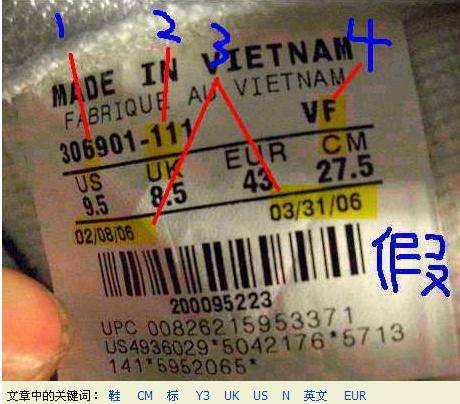 1 2 3 4
MADE IN VIETNAM
FABRIQUE AU VIETNAM
306901-111 VF
US UK EUR CM
9.5 8.5 43 27.5
02/08/06 03/31/06
假
200095223
UPC 00826215953371
US4936029*5042176*5713
141*5952065*
文章中的关键词： 鞋 CM 标 Y3 UK US N 英文 EUR